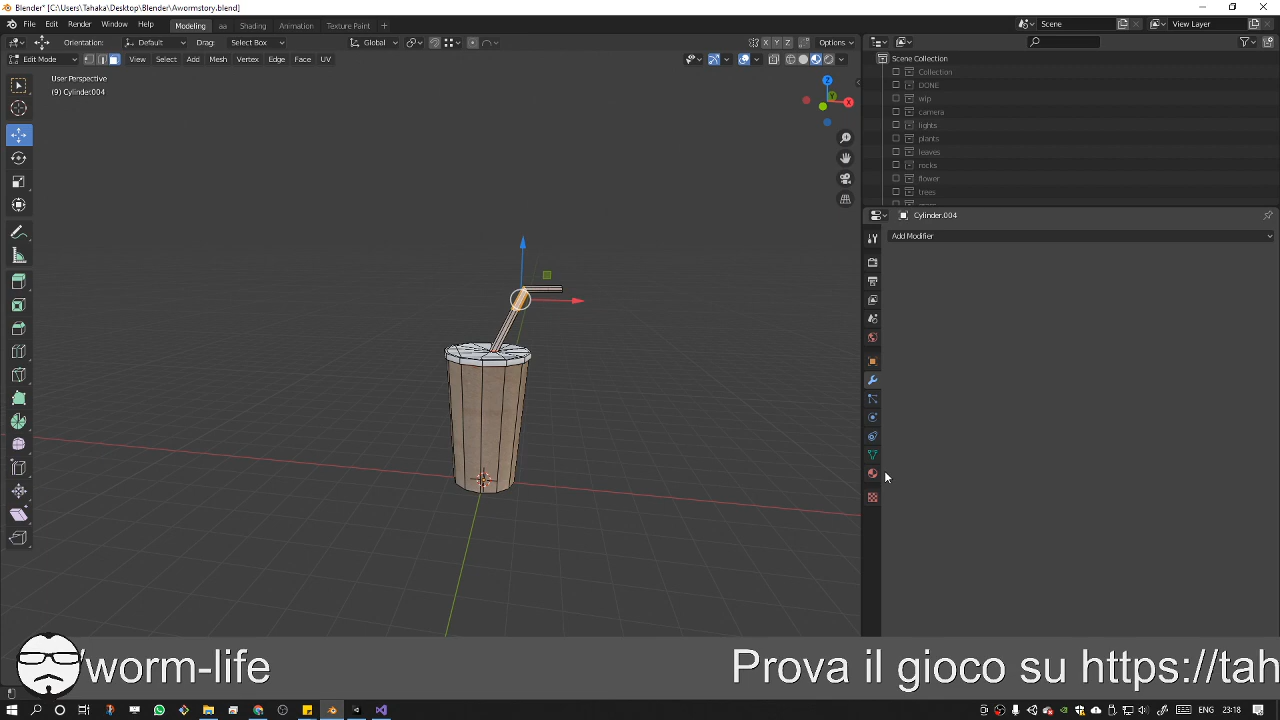 Blender* [C:\Users\Tahaka\Desktop\Blender\Awormstory.blend]
File Edit Render Window Help Modeling aa Shading Animation Texture Paint + Scene View Layer
Orientation: Default Drag: Select Box Global X Y Z Options
Edit Mode View Select Add Mesh Vertex Edge Face UV
User Perspective
(9) Cylinder.004
Z
Y
X
Scene Collection
Collection
DONE
wip
camera
lights
plants
leaves
rocks
flower
trees
Cylinder.004
Add Modifier
/worm-life Prova il gioco su https://tah
ENG 23:18